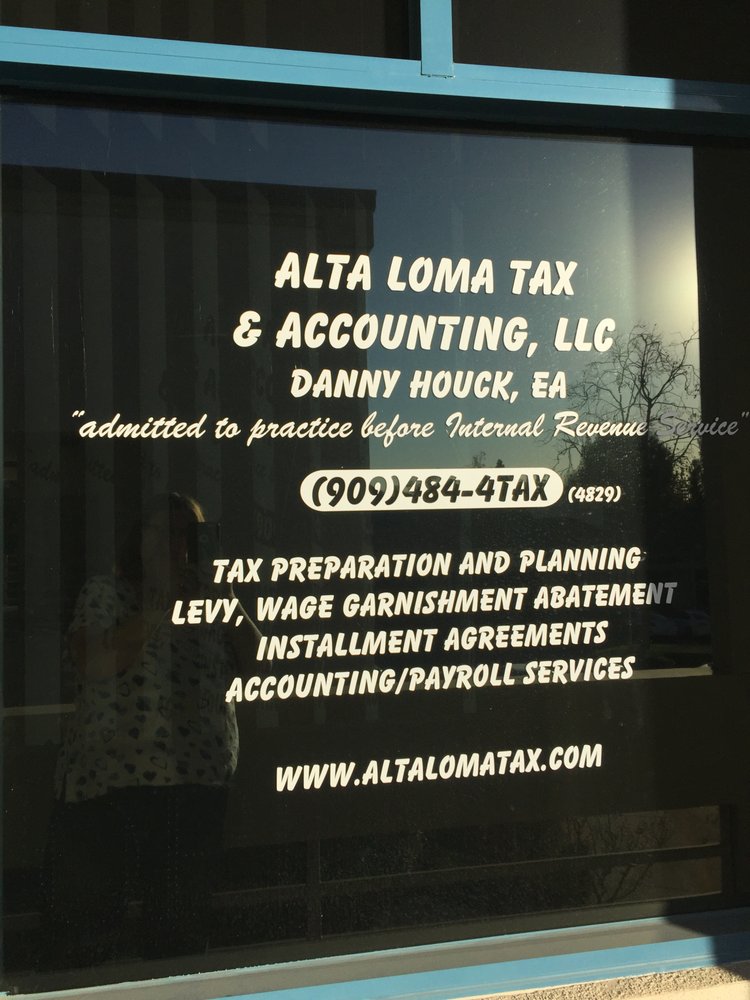 ALTA LOMA TAX
& ACCOUNTING, LLC
DANNY HOUCK, EA
"admitted to practice before Internal Revenue Service"
(909)484-4TAX (4829)
TAX PREPARATION AND PLANNING
LEVY, WAGE GARNISHMENT ABATEMENT
INSTALLMENT AGREEMENTS
ACCOUNTING/PAYROLL SERVICES
WWW.ALTALOMATAX.COM